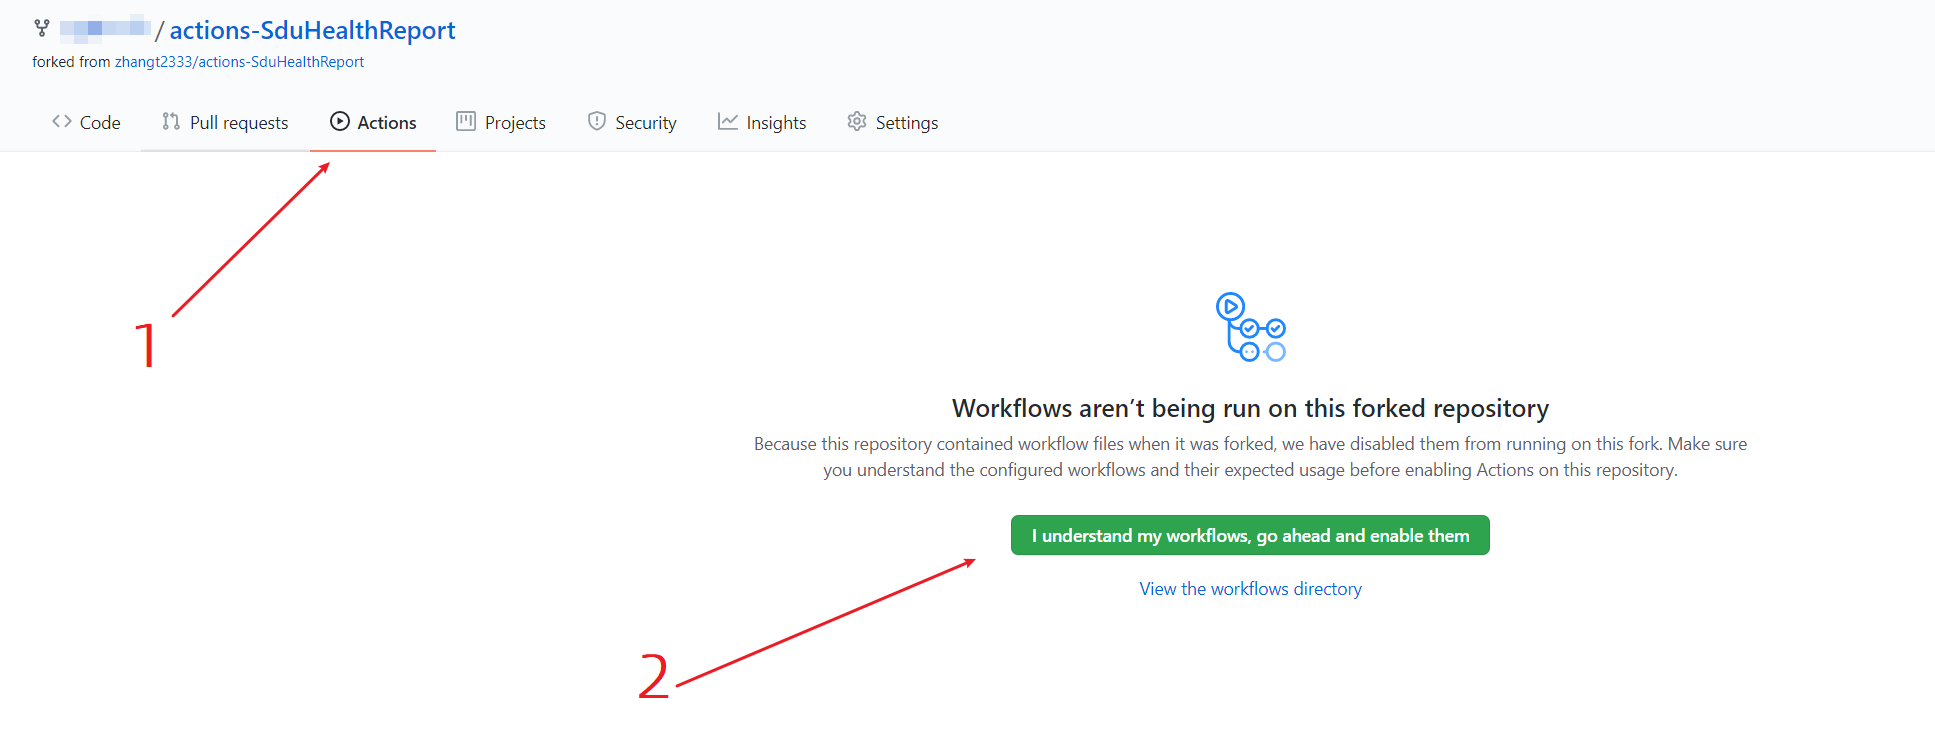 / actions-SduHealthReport
forked from zhangt2333/actions-SduHealthReport
Code Pull requests Actions Projects Security Insights Settings
1
Workflows aren’t being run on this forked repository
Because this repository contained workflow files when it was forked, we have disabled them from running on this fork. Make sure
you understand the configured workflows and their expected usage before enabling Actions on this repository.
I understand my workflows, go ahead and enable them
View the workflows directory
2